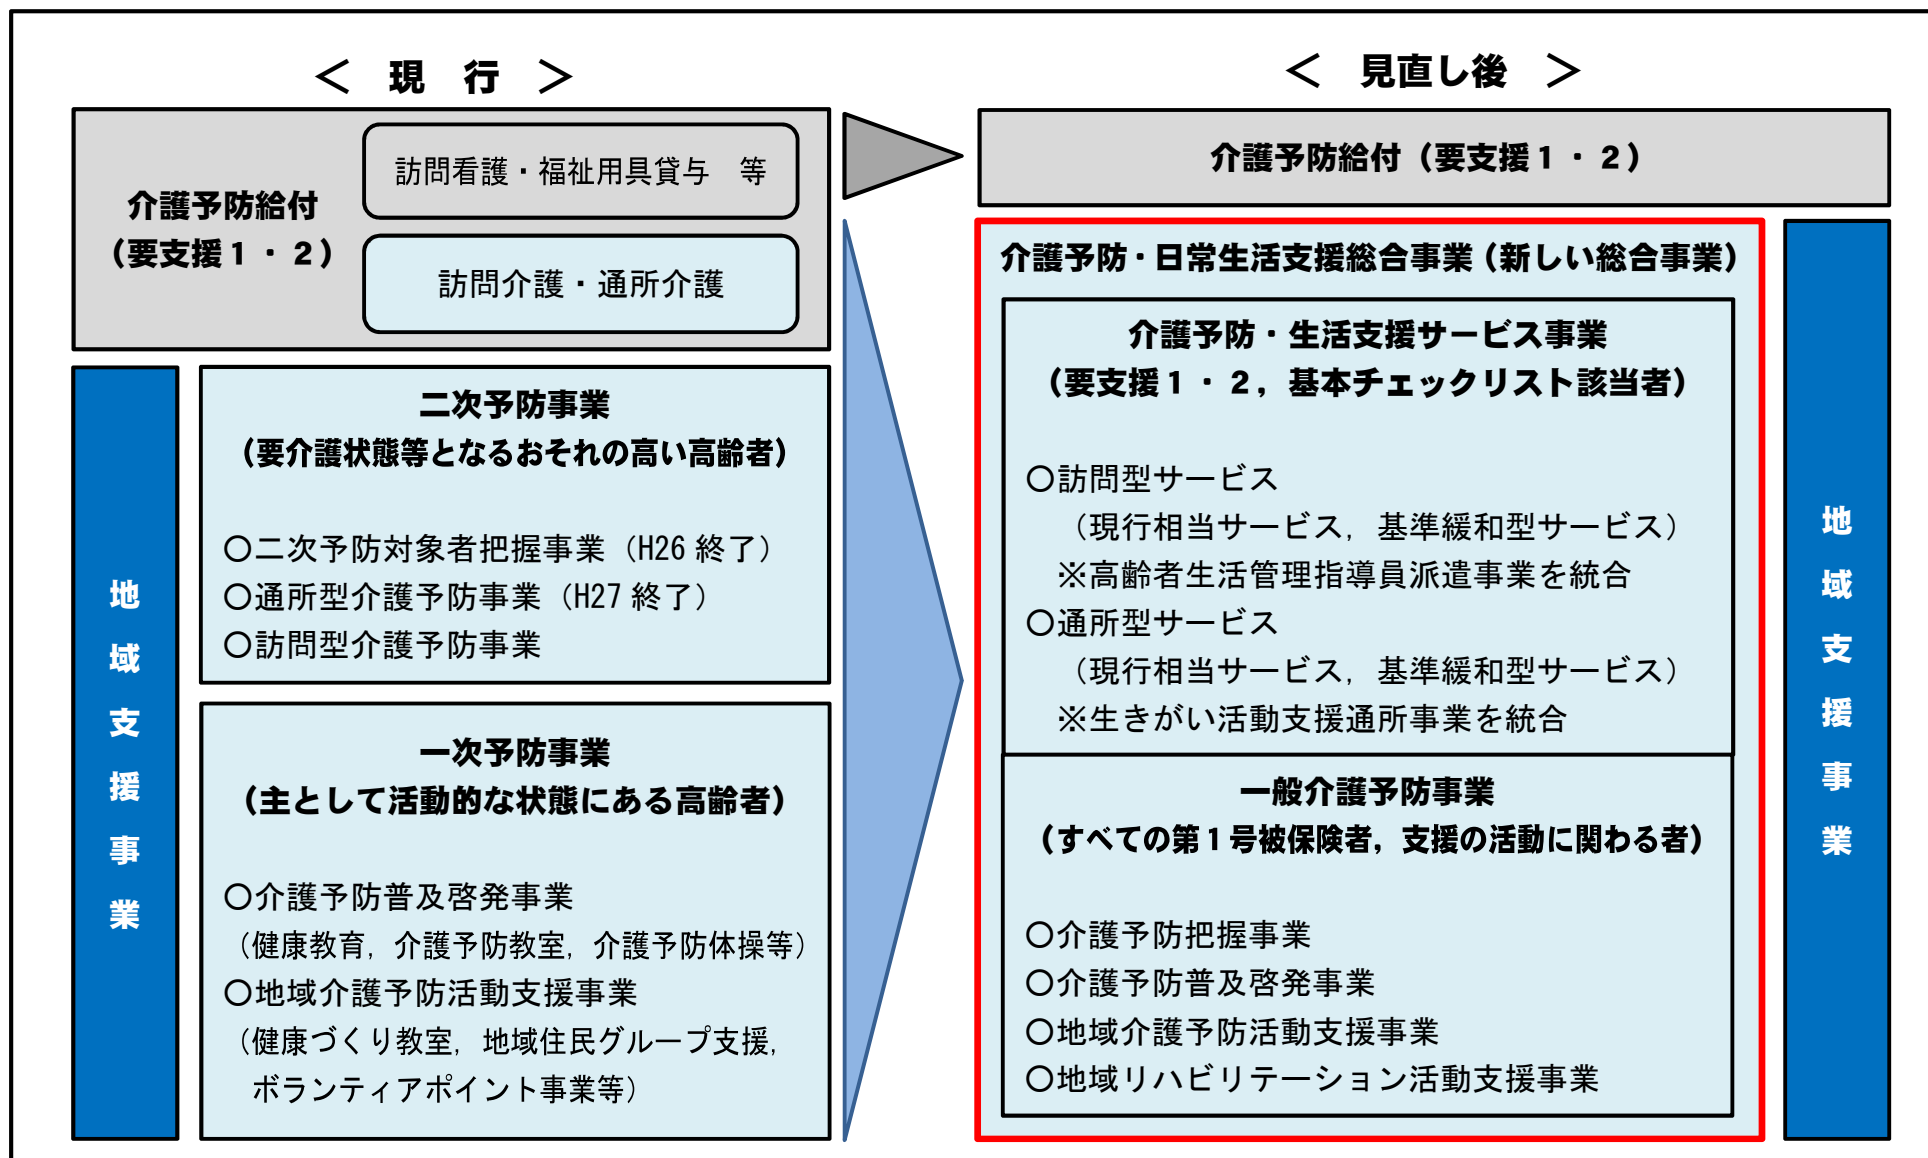 ＜　現　行　＞
介護予防給付
（要支援１・２）
訪問看護・福祉用具貸与　等
訪問介護・通所介護
地域支援事業
二次予防事業
（要介護状態等となるおそれの高い高齢者）
〇二次予防対象者把握事業（H26 終了）
〇通所型介護予防事業（H27 終了）
〇訪問型介護予防事業
一次予防事業
（主として活動的な状態にある高齢者）
〇介護予防普及啓発事業
（健康教育，介護予防教室，介護予防体操等）
〇地域介護予防活動支援事業
（健康づくり教室，地域住民グループ支援，
ボランティアポイント事業等）
＜　見直し後　＞
介護予防給付（要支援１・２）
介護予防・日常生活支援総合事業（新しい総合事業）
介護予防・生活支援サービス事業
（要支援１・２，基本チェックリスト該当者）
〇訪問型サービス
（現行相当サービス，基準緩和型サービス）
※高齢者生活管理指導員派遣事業を統合
〇通所型サービス
（現行相当サービス，基準緩和型サービス）
※生きがい活動支援通所事業を統合
一般介護予防事業
（すべての第１号被保険者，支援の活動に関わる者）
〇介護予防把握事業
〇介護予防普及啓発事業
〇地域介護予防活動支援事業
〇地域リハビリテーション活動支援事業
地域支援事業